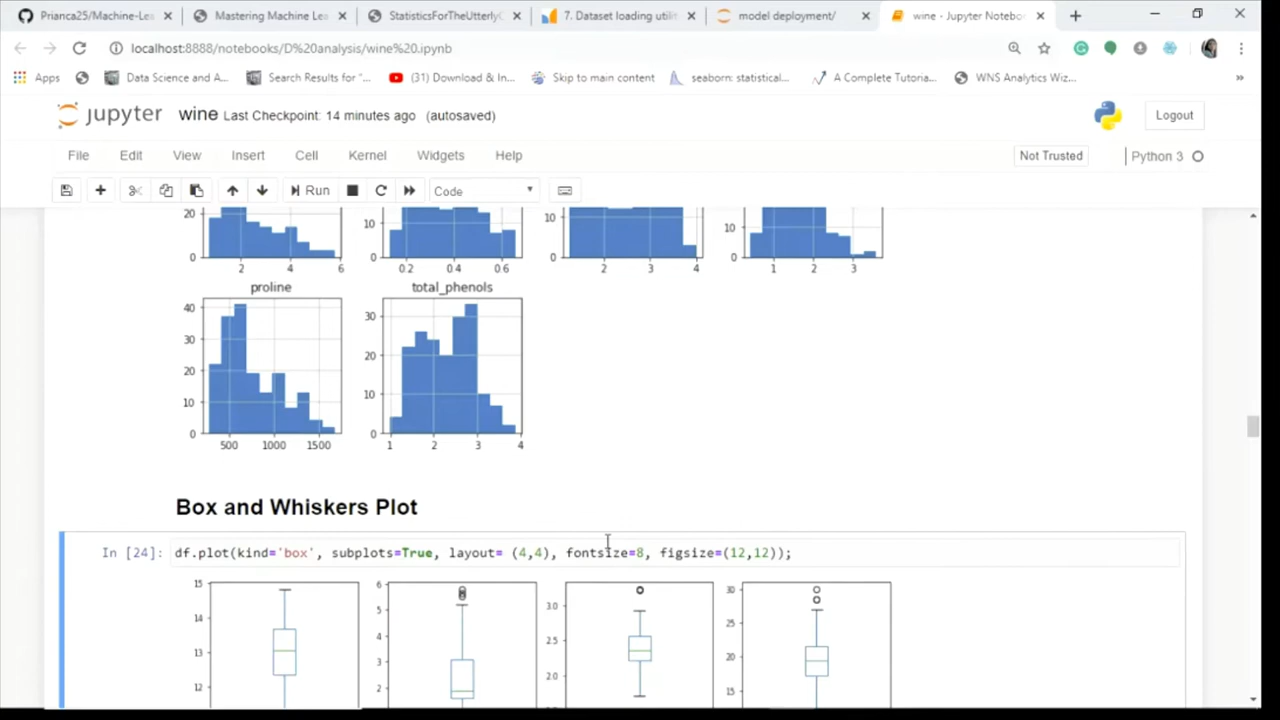 Prianca25/Machine-Lea
Mastering Machine Lea
StatisticsForTheUtterlyC
7. Dataset loading utilit
model deployment/
wine - Jupyter Notebo
localhost:8888/notebooks/D%20analysis/wine%20.ipynb
Apps
Data Science and A...
Search Results for "...
(31) Download & In...
Skip to main content
seaborn: statistical...
A Complete Tutoria...
WNS Analytics Wiz...
»
jupyter wine Last Checkpoint: 14 minutes ago (autosaved)
Logout
File Edit View Insert Cell Kernel Widgets Help
Not Trusted
Python 3
Run
Code
20 0 2 4 6
10 0 0.2 0.4 0.6
10 0 2 3 4
10 0 1 2 3
proline
total_phenols
40 30 20 10 0 500 1000 1500
30 20 10 0 1 2 3 4
Box and Whiskers Plot
In [24]: df.plot(kind='box', subplots=True, layout= (4,4), fontsize=8, figsize=(12,12));
15 14 13 12
6 5 4 3 2
3.0 2.5 2.0
30 25 20 15